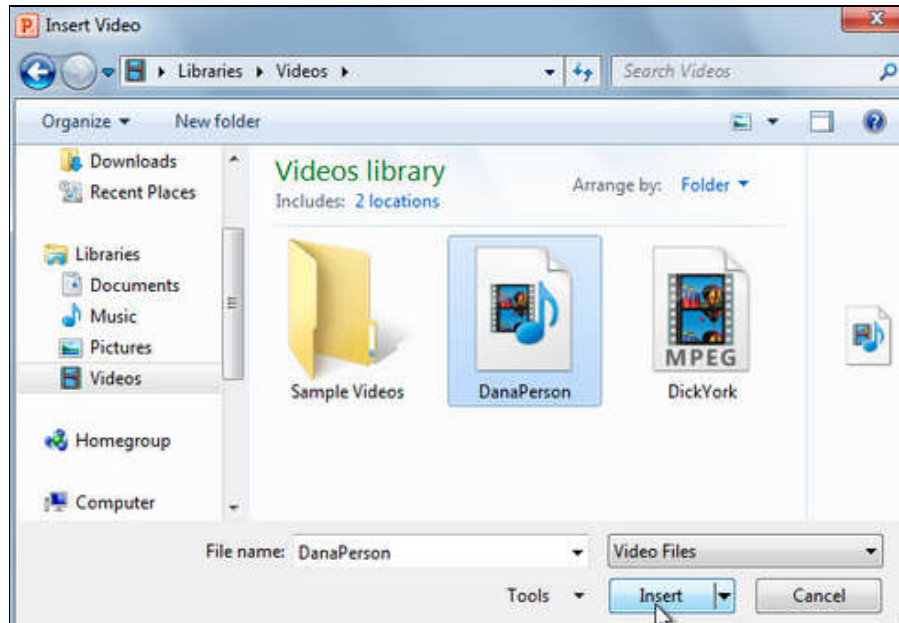 Insert Video
Libraries Videos
Search Videos
Organize
New folder
Downloads
Recent Places
Libraries
Documents
Music
Pictures
Videos
Homegroup
Computer
Videos library
Includes: 2 locations
Arrange by: Folder
MPEG
Sample Videos
DanaPerson
DickYork
File name: DanaPerson
Video Files
Tools
Insert
Cancel